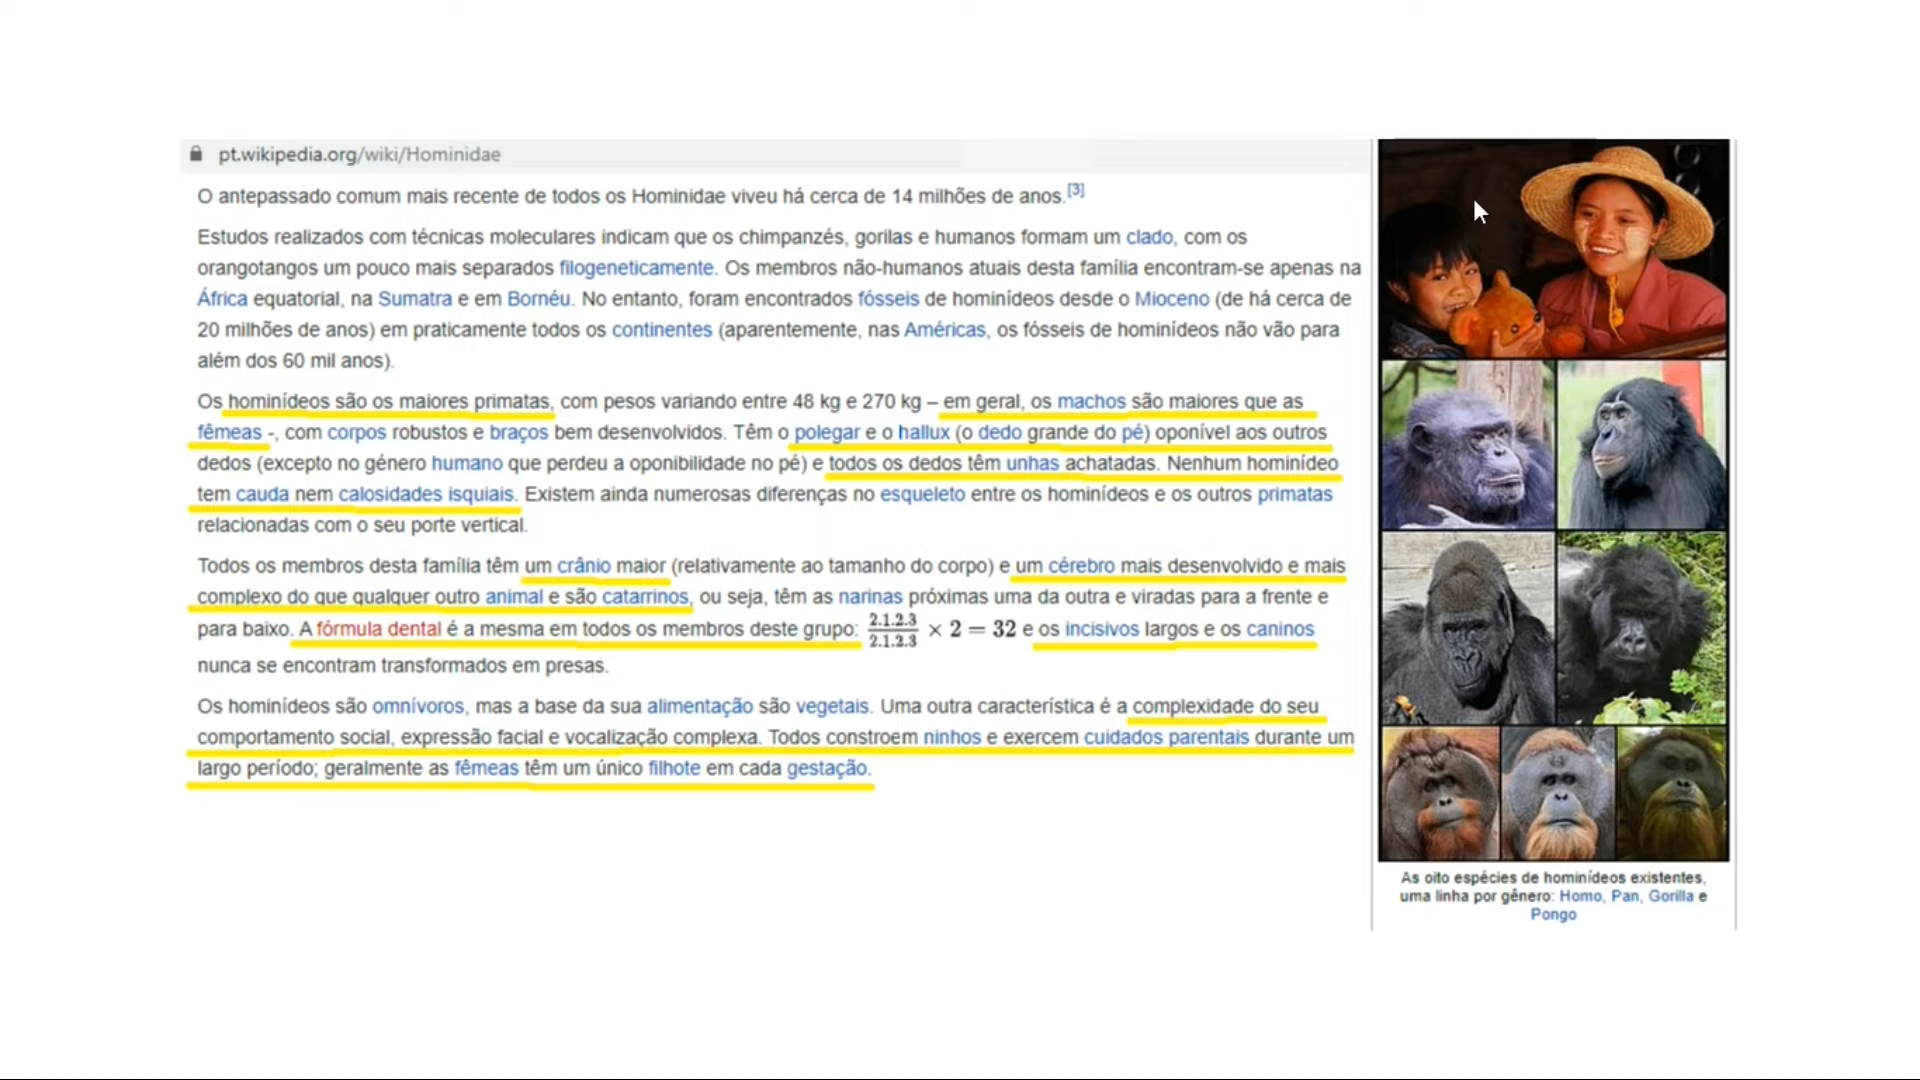 pt.wikipedia.org/wiki/Hominidae
O antepassado comum mais recente de todos os Hominidae viveu há cerca de 14 milhões de anos.[3]
Estudos realizados com técnicas moleculares indicam que os chimpanzés, gorilas e humanos formam um clado, com os
orangotangos um pouco mais separados filogeneticamente. Os membros não-humanos atuais desta família encontram-se apenas na
África equatorial, na Sumatra e em Bornéu. No entanto, foram encontrados fósseis de hominídeos desde o Mioceno (de há cerca de
20 milhões de anos) em praticamente todos os continentes (aparentemente, nas Américas, os fósseis de hominídeos não vão para
além dos 60 mil anos).
Os hominídeos são os maiores primatas, com pesos variando entre 48 kg e 270 kg – em geral, os machos são maiores que as
fêmeas -, com corpos robustos e braços bem desenvolvidos. Têm o polegar e o hallux (o dedo grande do pé) oponível aos outros
dedos (excepto no género humano que perdeu a oponibilidade no pé) e todos os dedos têm unhas achatadas. Nenhum hominídeo
tem cauda nem calosidades isquiais. Existem ainda numerosas diferenças no esqueleto entre os hominídeos e os outros primatas
relacionadas com o seu porte vertical.
Todos os membros desta família têm um crânio maior (relativamente ao tamanho do corpo) e um cérebro mais desenvolvido e mais
complexo do que qualquer outro animal e são catarrinos, ou seja, têm as narinas próximas uma da outra e viradas para a frente e
para baixo. A fórmula dental é a mesma em todos os membros deste grupo: 2.1.2.3/2.1.2.3 × 2 = 32 e os incisivos largos e os caninos
nunca se encontram transformados em presas.
Os hominídeos são omnívoros, mas a base da sua alimentação são vegetais. Uma outra característica é a complexidade do seu
comportamento social, expressão facial e vocalização complexa. Todos constroem ninhos e exercem cuidados parentais durante um
largo período; geralmente as fêmeas têm um único filhote em cada gestação.
As oito espécies de hominídeos existentes,
uma linha por gênero: Homo, Pan, Gorilla e
Pongo